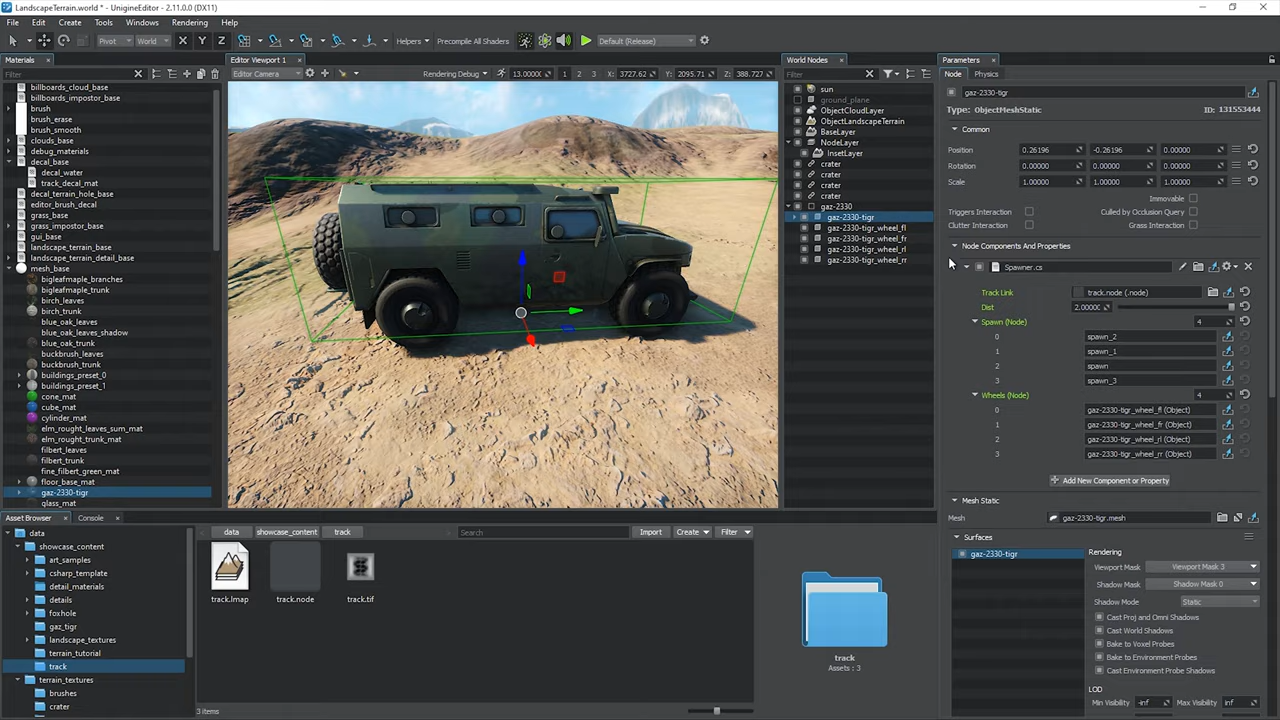 LandscapeTerrain.world * - UnigineEditor - 2.11.0.0 (DX11)
File Edit Create Tools Windows Rendering Help
Pivot World X Y Z Helpers Precompile All Shaders Default (Release)
Materials
Filter
billboards_cloud_base
billboards_impostor_base
brush
brush_erase
brush_smooth
clouds_base
debug_materials
decal_base
decal_water
track_decal_mat
decal_terrain_hole_base
editor_brush_decal
grass_base
grass_impostor_base
gui_base
landscape_terrain_base
landscape_terrain_detail_base
mesh_base
bigleafmaple_branches
bigleafmaple_trunk
birch_leaves
birch_trunk
blue_oak_leaves
blue_oak_leaves_shadow
blue_oak_trunk
buckbrush_leaves
buckbrush_trunk
buildings_preset_0
buildings_preset_1
cone_mat
cube_mat
cylinder_mat
elm_rought_leaves_sum_mat
elm_rought_trunk_mat
filbert_leaves
filbert_trunk
fine_filbert_green_mat
floor_base_mat
gaz-2330-tigr
glass_mat
Editor Viewport 1
Editor Camera Rendering Debug 13.0000 1 2 3 X: 3727.62 Y: 2095.71 Z: 388.727
World Nodes
Filter
sun
ground_plane
ObjectCloudLayer
ObjectLandscapeTerrain
BaseLayer
NodeLayer
InsetLayer
crater
crater
crater
crater
gaz-2330
gaz-2330-tigr
gaz-2330-tigr_wheel_fl
gaz-2330-tigr_wheel_fr
gaz-2330-tigr_wheel_rl
gaz-2330-tigr_wheel_rr
Parameters
Node Physics
gaz-2330-tigr
Type: ObjectMeshStatic ID: 131553444
Common
Position 0.26196 -0.26196 0.00000
Rotation 0.00000 0.00000 0.00000
Scale 1.00000 1.00000 1.00000
Immovable
Triggers Interaction Culled by Occlusion Query
Clutter Interaction Grass Interaction
Node Components And Properties
Spawner.cs
Track Link track.node (.node)
Dist 2.00000
Spawn (Node) 4
0 spawn_2
1 spawn_1
2 spawn
3 spawn_3
Wheels (Node) 4
0 gaz-2330-tigr_wheel_fl (Object)
1 gaz-2330-tigr_wheel_fr (Object)
2 gaz-2330-tigr_wheel_rl (Object)
3 gaz-2330-tigr_wheel_rr (Object)
Add New Component or Property
Mesh Static
Mesh gaz-2330-tigr.mesh
Surfaces
gaz-2330-tigr
Rendering
Viewport Mask Viewport Mask 3
Shadow Mask Shadow Mask 0
Shadow Mode Static
Cast Proj and Omni Shadows
Cast World Shadows
Bake to Voxel Probes
Bake to Environment Probes
Cast Environment Probe Shadows
LOD
Min Visibility -inf Max Visibility inf
Asset Browser Console
data
showcase_content
art_samples
csharp_template
detail_materials
details
foxhole
gaz_tigr
landscape_textures
terrain_tutorial
track
terrain_textures
brushes
crater
data showcase_content track Search Import Create Filter
track.lmap
track.node
track.tif
track
Assets : 3
3 items